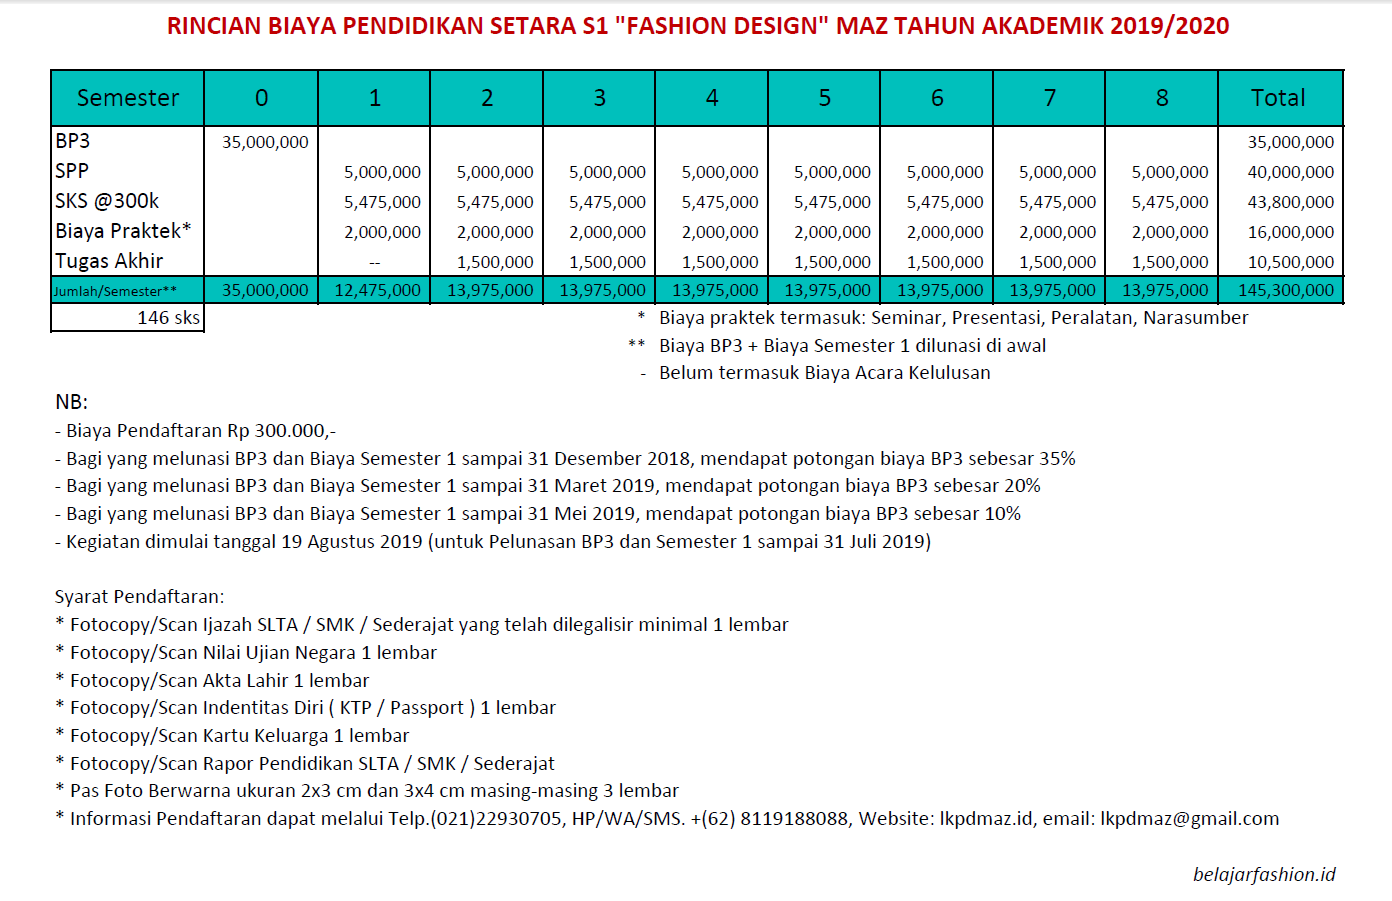 RINCIAN BIAYA PENDIDIKAN SETARA S1 "FASHION DESIGN" MAZ TAHUN AKADEMIK 2019/2020
Semester 0 1 2 3 4 5 6 7 8 Total
BP3 35,000,000 35,000,000
SPP 5,000,000 5,000,000 5,000,000 5,000,000 5,000,000 5,000,000 5,000,000 5,000,000 40,000,000
SKS @300k 5,475,000 5,475,000 5,475,000 5,475,000 5,475,000 5,475,000 5,475,000 5,475,000 43,800,000
Biaya Praktek* 2,000,000 2,000,000 2,000,000 2,000,000 2,000,000 2,000,000 2,000,000 2,000,000 16,000,000
Tugas Akhir -- 1,500,000 1,500,000 1,500,000 1,500,000 1,500,000 1,500,000 1,500,000 10,500,000
Jumlah/Semester** 35,000,000 12,475,000 13,975,000 13,975,000 13,975,000 13,975,000 13,975,000 13,975,000 13,975,000 145,300,000
146 sks
* Biaya praktek termasuk: Seminar, Presentasi, Peralatan, Narasumber
** Biaya BP3 + Biaya Semester 1 dilunasi di awal
- Belum termasuk Biaya Acara Kelulusan
NB:
- Biaya Pendaftaran Rp 300.000,-
- Bagi yang melunasi BP3 dan Biaya Semester 1 sampai 31 Desember 2018, mendapat potongan biaya BP3 sebesar 35%
- Bagi yang melunasi BP3 dan Biaya Semester 1 sampai 31 Maret 2019, mendapat potongan biaya BP3 sebesar 20%
- Bagi yang melunasi BP3 dan Biaya Semester 1 sampai 31 Mei 2019, mendapat potongan biaya BP3 sebesar 10%
- Kegiatan dimulai tanggal 19 Agustus 2019 (untuk Pelunasan BP3 dan Semester 1 sampai 31 Juli 2019)
Syarat Pendaftaran:
* Fotocopy/Scan Ijazah SLTA / SMK / Sederajat yang telah dilegalisir minimal 1 lembar
* Fotocopy/Scan Nilai Ujian Negara 1 lembar
* Fotocopy/Scan Akta Lahir 1 lembar
* Fotocopy/Scan Indentitas Diri ( KTP / Passport ) 1 lembar
* Fotocopy/Scan Kartu Keluarga 1 lembar
* Fotocopy/Scan Rapor Pendidikan SLTA / SMK / Sederajat
* Pas Foto Berwarna ukuran 2x3 cm dan 3x4 cm masing-masing 3 lembar
* Informasi Pendaftaran dapat melalui Telp.(021)22930705, HP/WA/SMS. +(62) 8119188088, Website: lkpdmaz.id, email: lkpdmaz@gmail.com
belajarfashion.id